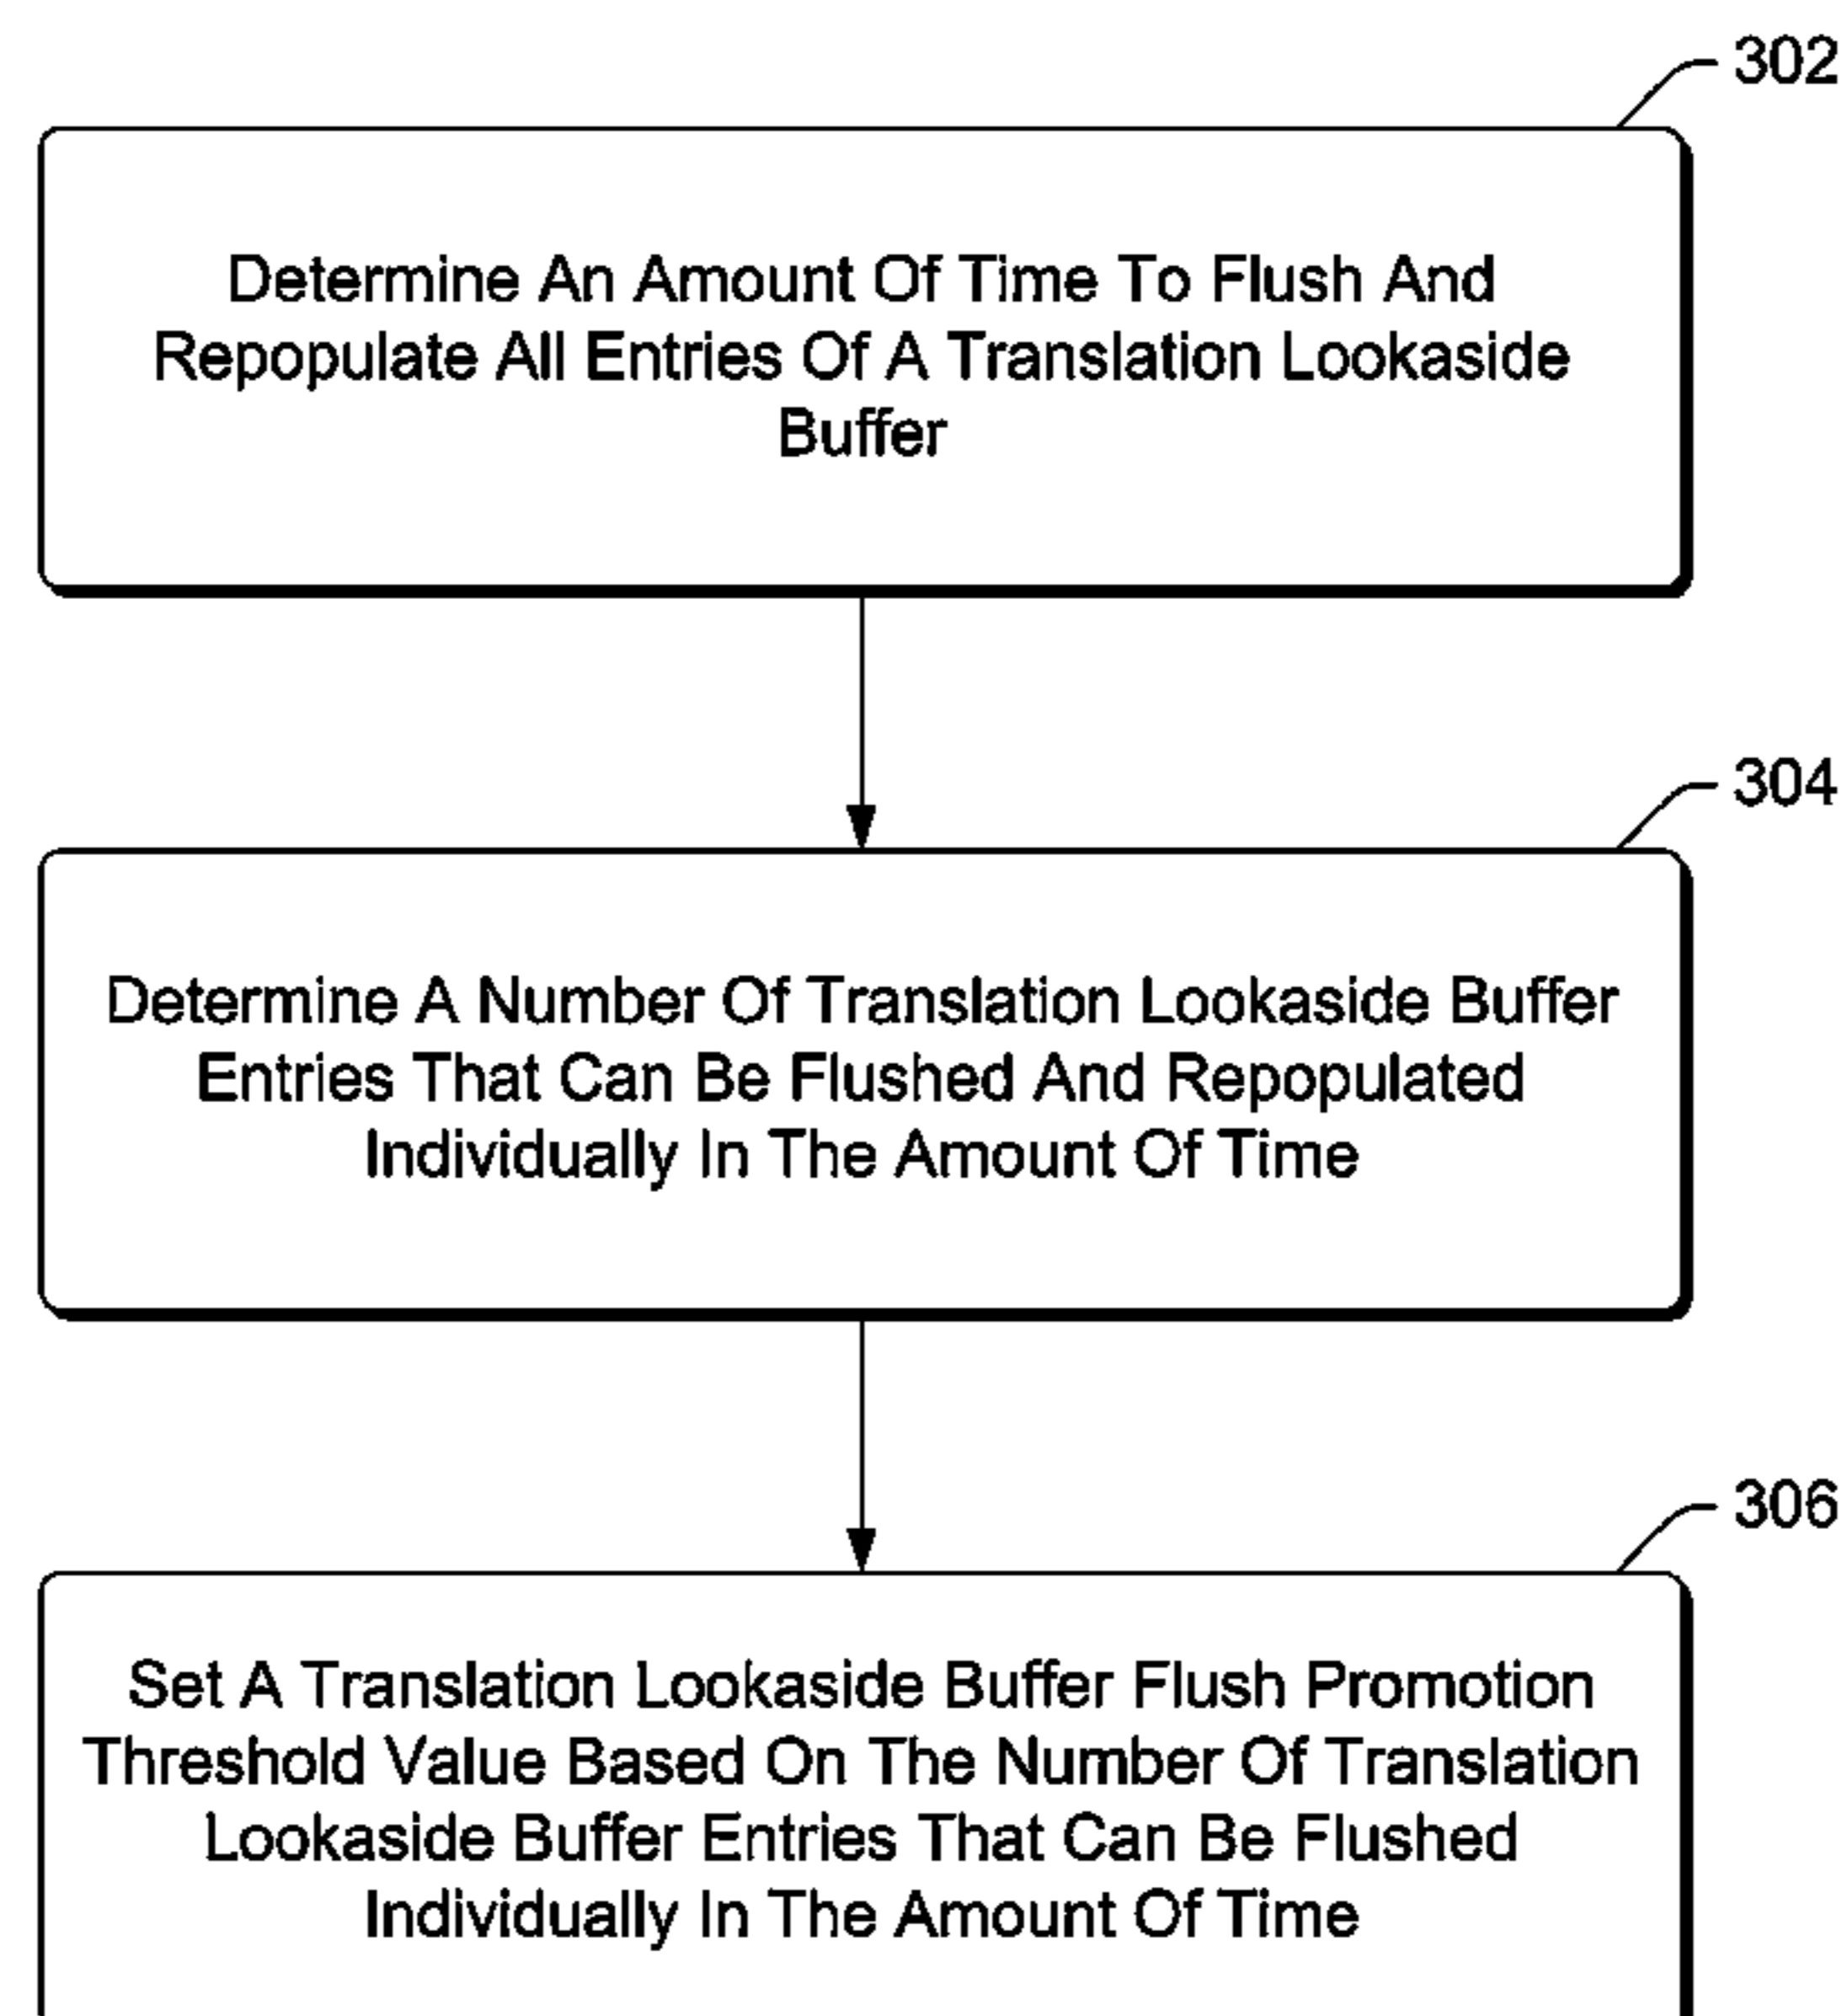 302
Determine An Amount Of Time To Flush And
Repopulate All Entries Of A Translation Lookaside
Buffer
304
Determine A Number Of Translation Lookaside Buffer
Entries That Can Be Flushed And Repopulated
Individually In The Amount Of Time
306
Set A Translation Lookaside Buffer Flush Promotion
Threshold Value Based On The Number Of Translation
Lookaside Buffer Entries That Can Be Flushed
Individually In The Amount Of Time